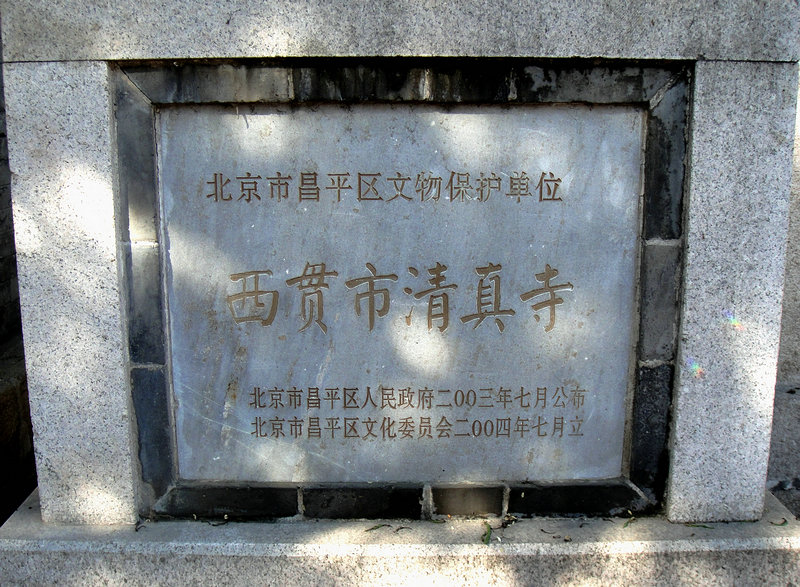 北京市昌平区文物保护单位
西贯市清真寺
北京市昌平区人民政府二00三年七月公布
北京市昌平区文化委员会二00四年七月立